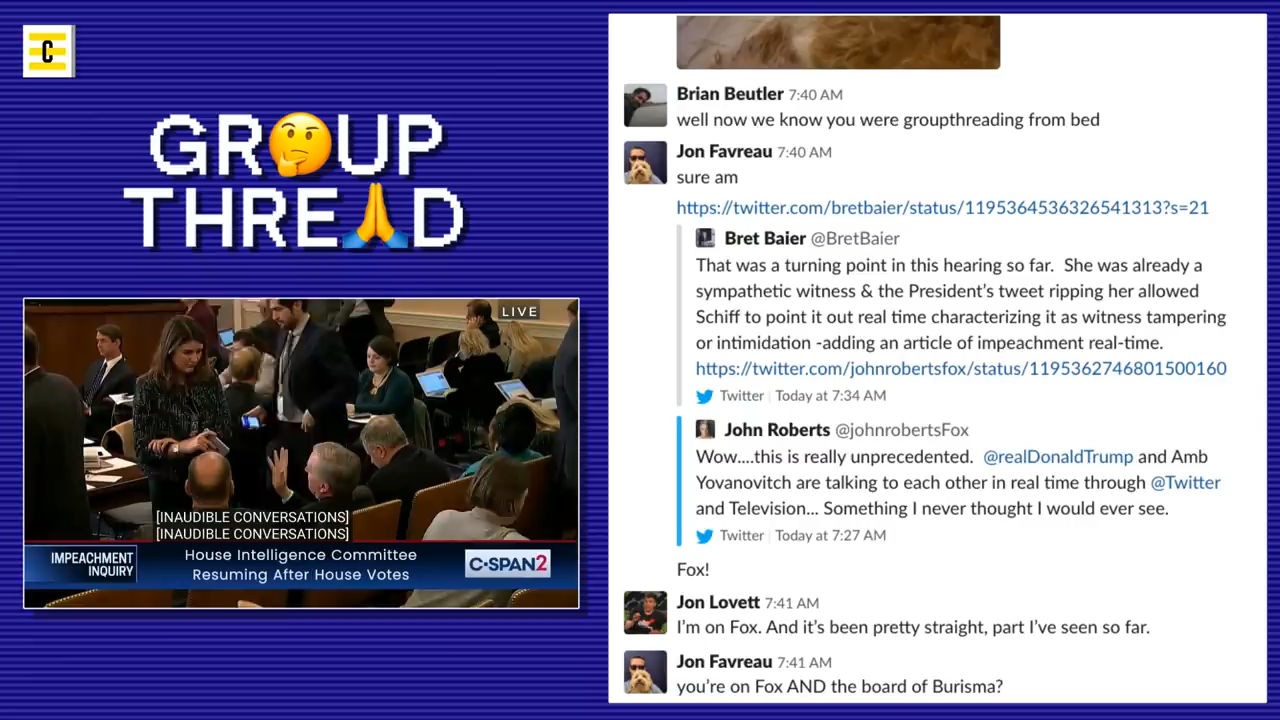 C
GR🤔UP
THRE🙏D
LIVE
[INAUDIBLE CONVERSATIONS]
[INAUDIBLE CONVERSATIONS]
IMPEACHMENT
INQUIRY
House Intelligence Committee
Resuming After House Votes
C-SPAN2
Brian Beutler 7:40 AM
well now we know you were groupthreading from bed
Jon Favreau 7:40 AM
sure am
https://twitter.com/bretbaier/status/1195364536326541313?s=21
Bret Baier @BretBaier
That was a turning point in this hearing so far.  She was already a
sympathetic witness & the President's tweet ripping her allowed
Schiff to point it out real time characterizing it as witness tampering
or intimidation -adding an article of impeachment real-time.
https://twitter.com/johnrobertsfox/status/1195362746801500160
Twitter | Today at 7:34 AM
John Roberts @johnrobertsFox
Wow....this is really unprecedented.  @realDonaldTrump and Amb
Yovanovitch are talking to each other in real time through @Twitter
and Television... Something I never thought I would ever see.
Twitter | Today at 7:27 AM
Fox!
Jon Lovett 7:41 AM
I'm on Fox. And it's been pretty straight, part I've seen so far.
Jon Favreau 7:41 AM
you're on Fox AND the board of Burisma?